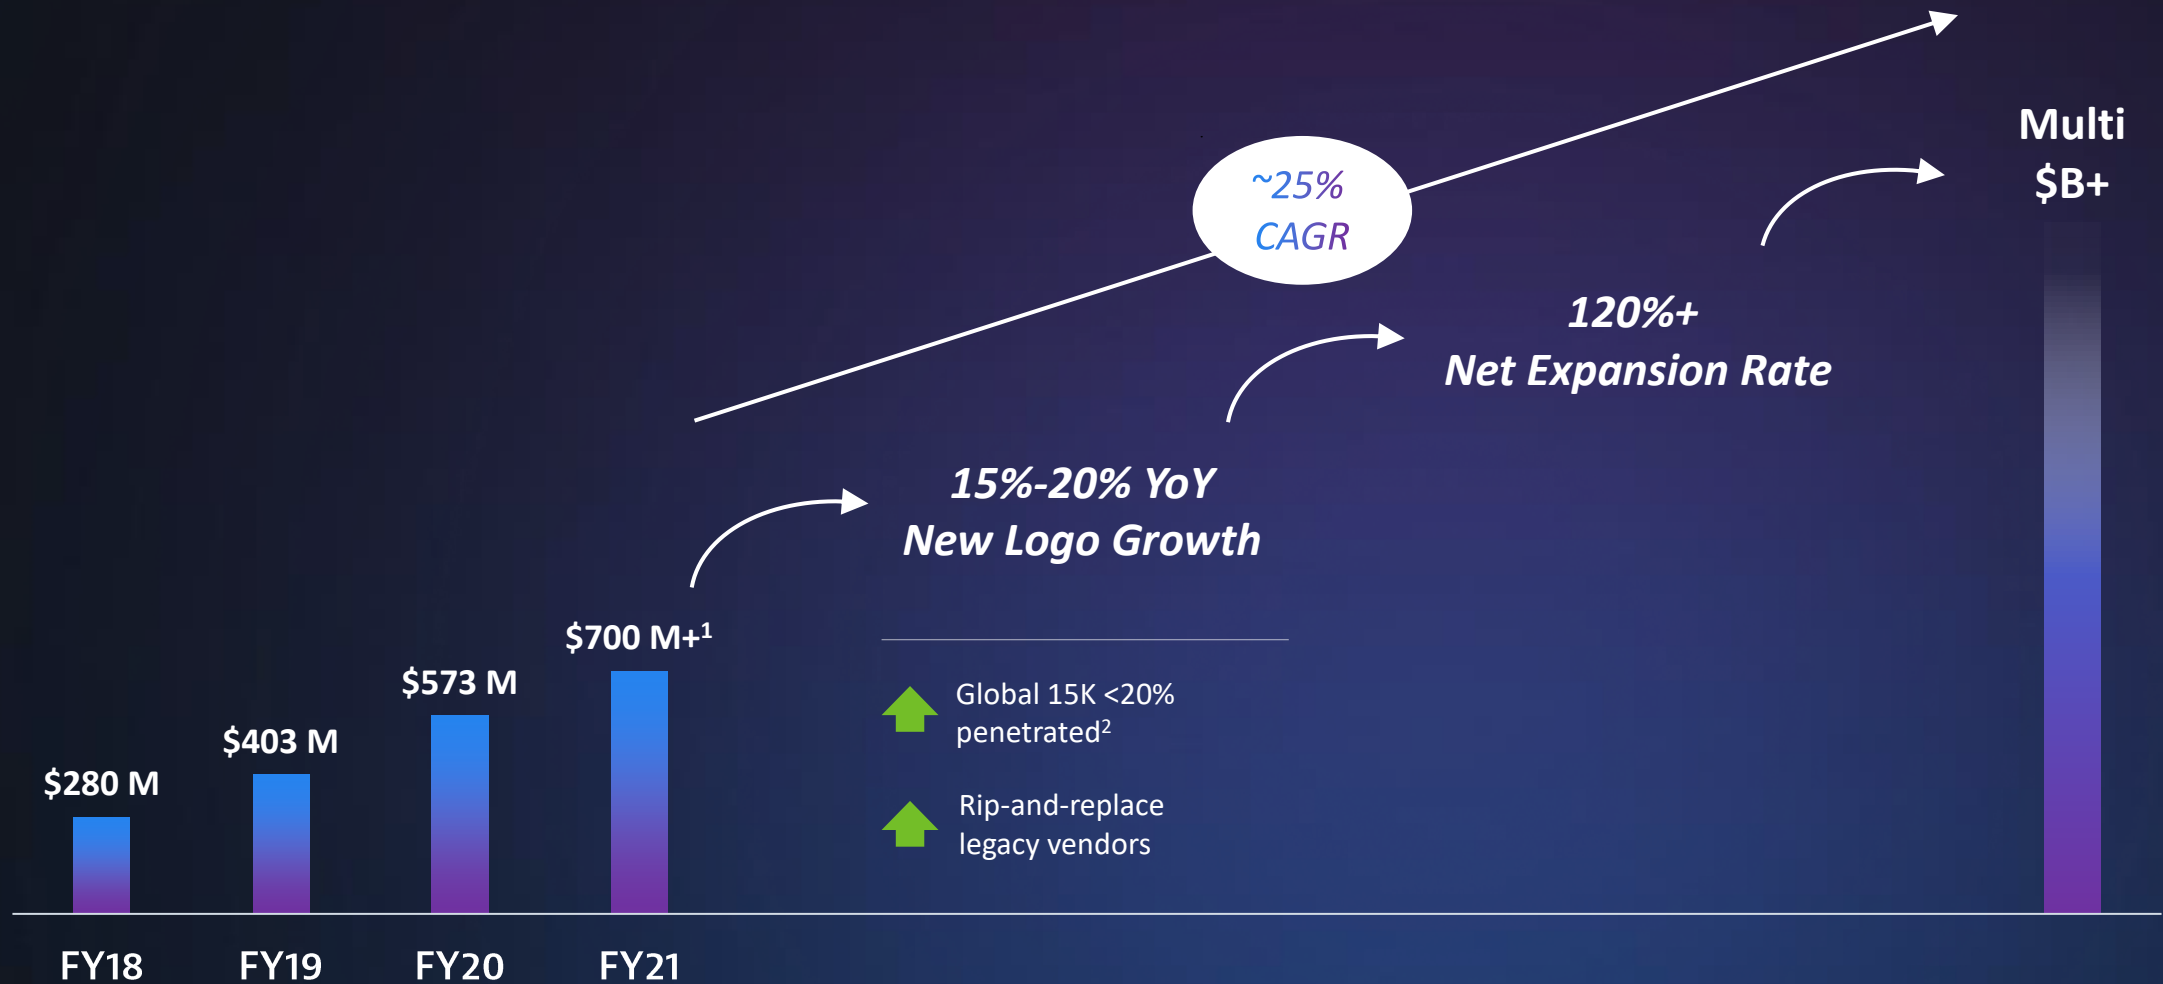 Multi
$B+
~25%
CAGR
120%+
Net Expansion Rate
15%-20% YoY
New Logo Growth
$700 M+¹
$573 M
$403 M
$280 M
Global 15K <20%
penetrated²
Rip-and-replace
legacy vendors
FY18
FY19
FY20
FY21